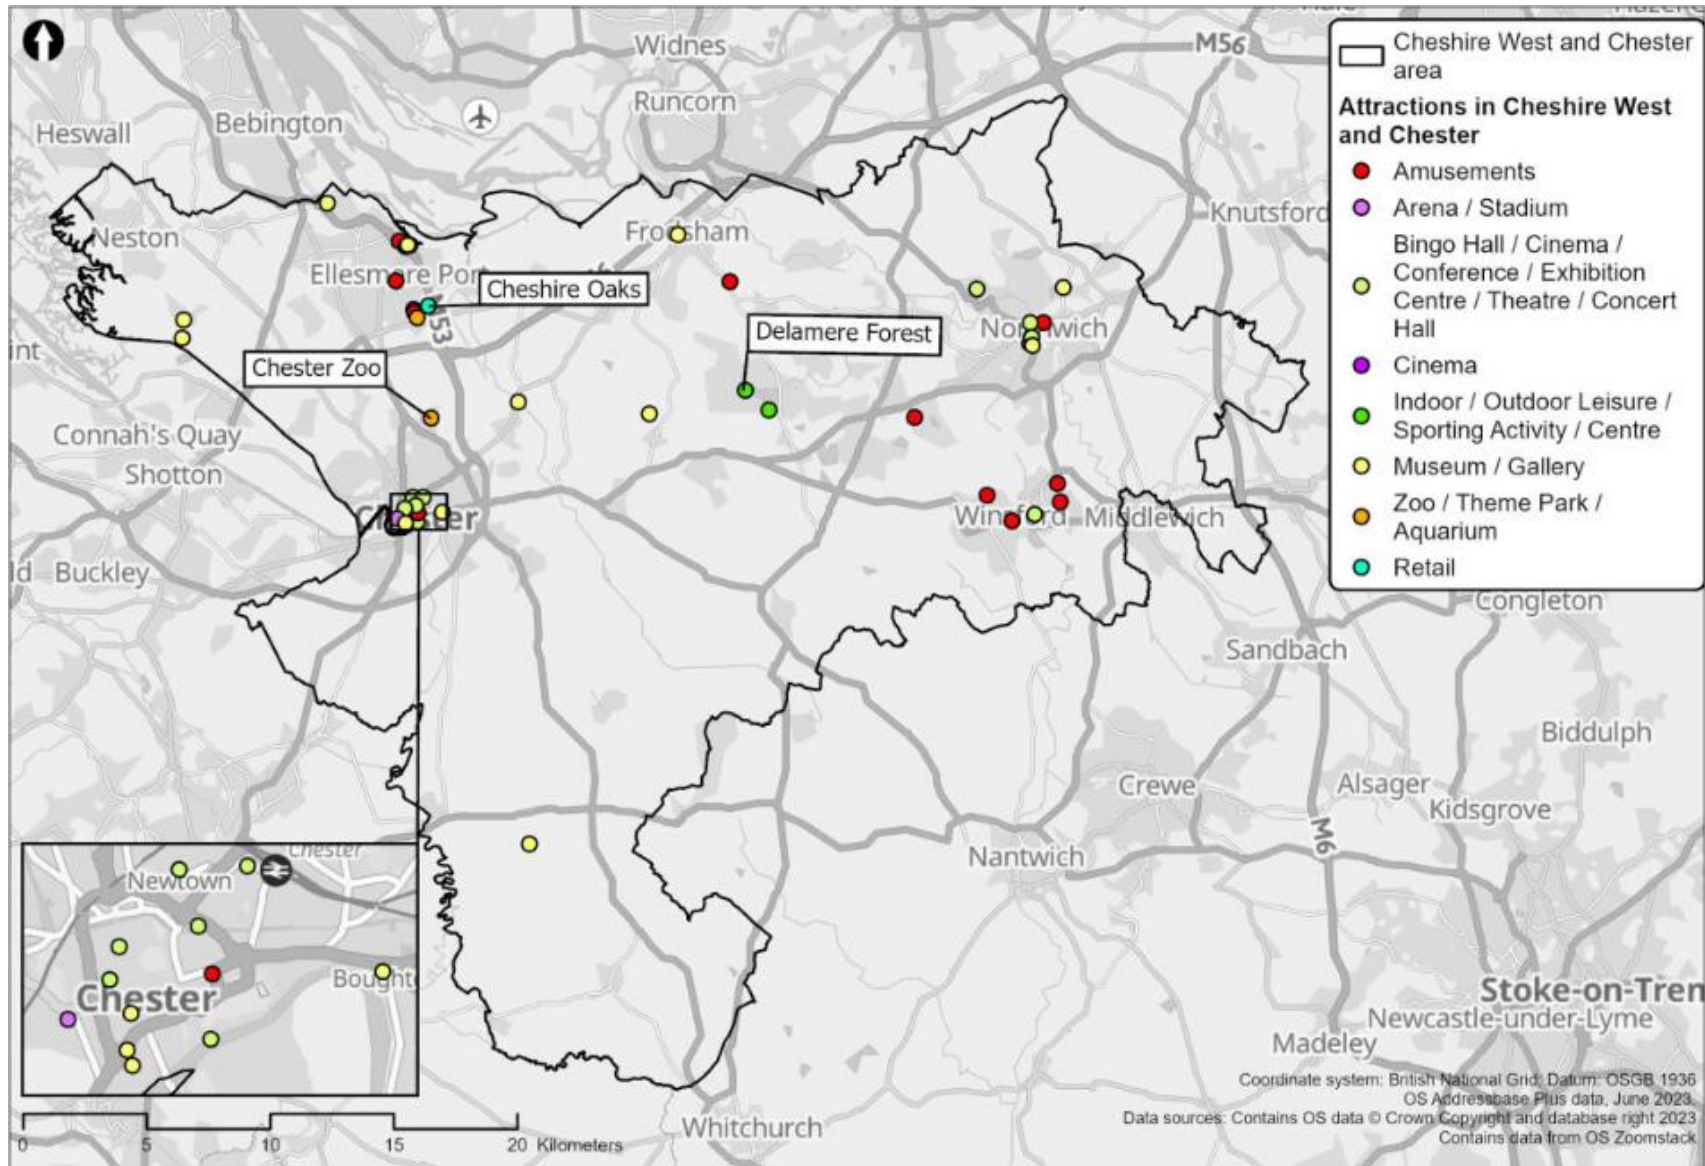 Hale
Widnes
M56
Runcorn
Heswall
Bebington
Knutsford
Neston
Frodsham
Ellesmere Por
Cheshire Oaks
M53
Northwich
Delamere Forest
Chester Zoo
Connah's Quay
Shotton
Chester
Winsford
Middlewich
Buckley
Congleton
Sandbach
Biddulph
Crewe
Alsager
Kidsgrove
M6
Nantwich
Stoke-on-Tren
Newcastle-under-Lyme
Madeley
Whitchurch
Cheshire West and Chester
area
Attractions in Cheshire West
and Chester
Amusements
Arena / Stadium
Bingo Hall / Cinema /
Conference / Exhibition
Centre / Theatre / Concert
Hall
Cinema
Indoor / Outdoor Leisure /
Sporting Activity / Centre
Museum / Gallery
Zoo / Theme Park /
Aquarium
Retail
Chester
Newtown
Bought
Chester
0 5 10 15 20 Kilometers
Coordinate system: British National Grid; Datum: OSGB 1936
OS Addressbase Plus data, June 2023.
Data sources: Contains OS data © Crown Copyright and database right 2023
Contains data from OS Zoomstack